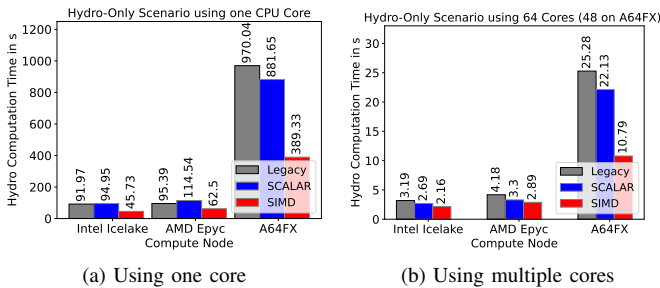 Hydro-Only Scenario using one CPU Core
Hydro Computation Time in s
1200
1000
800
600
400
200
0
91.97
94.95
45.73
95.39
114.54
62.5
970.04
881.65
389.33
Legacy
SCALAR
SIMD
Intel Icelake
AMD Epyc
A64FX
Compute Node
(a) Using one core
Hydro-Only Scenario using 64 Cores (48 on A64FX)
Hydro Computation Time in s
30
25
20
15
10
5
0
3.19
2.69
2.16
4.18
3.3
2.89
25.28
22.13
10.79
Legacy
SCALAR
SIMD
Intel Icelake
AMD Epyc
A64FX
Compute Node
(b) Using multiple cores